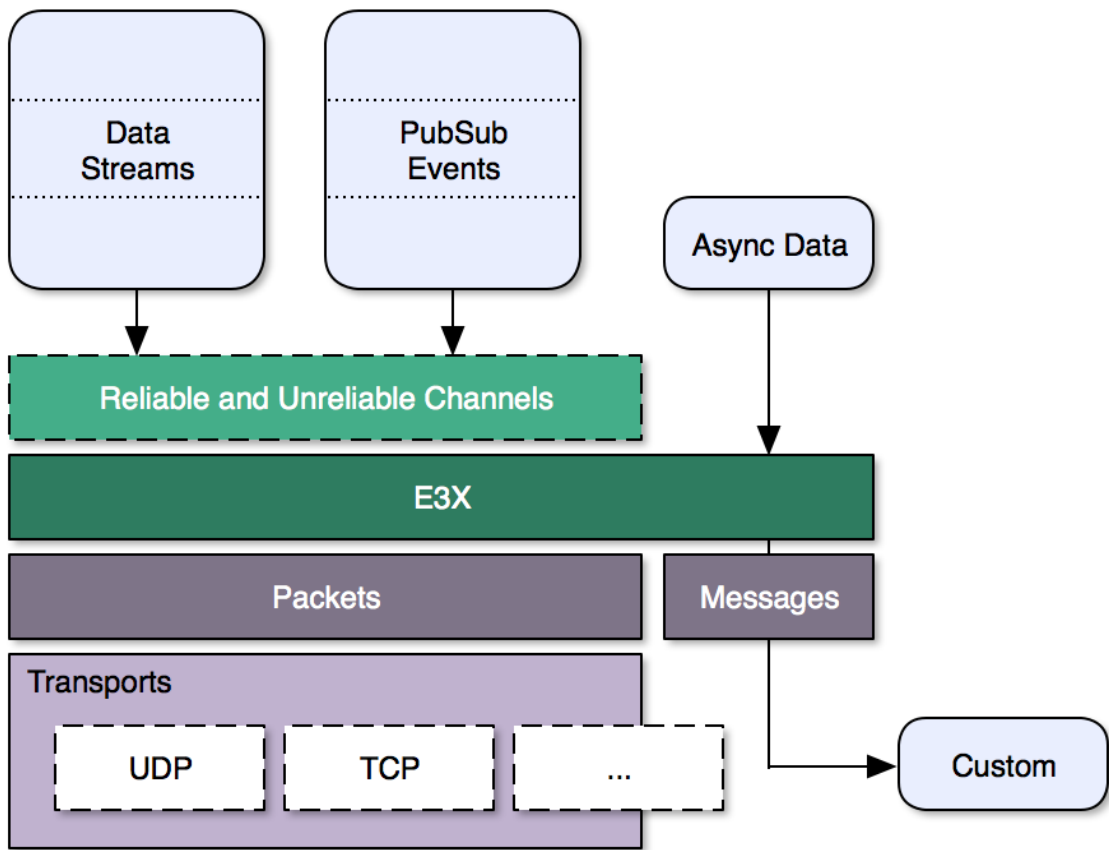 Data
Streams
PubSub
Events
Async Data
Reliable and Unreliable Channels
E3X
Packets
Messages
Transports
UDP
TCP
...
Custom